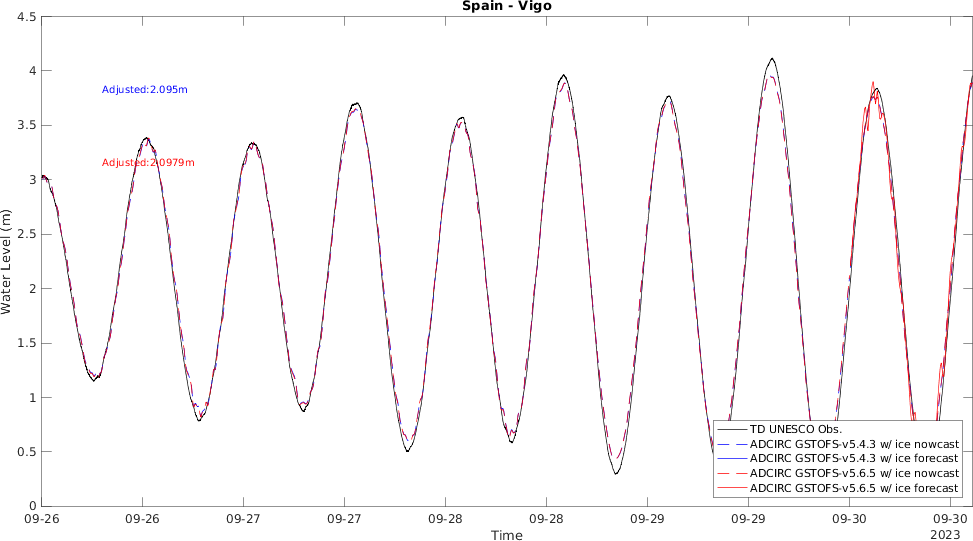 Spain - Vigo
4.5
4
3.5
3
2.5
2
1.5
1
0.5
0
Water Level (m)
Adjusted:2.095m
Adjusted:2.0979m
TD UNESCO Obs.
ADCIRC GSTOFS-v5.4.3 w/ ice nowcast
ADCIRC GSTOFS-v5.4.3 w/ ice forecast
ADCIRC GSTOFS-v5.6.5 w/ ice nowcast
ADCIRC GSTOFS-v5.6.5 w/ ice forecast
09-26 09-26 09-27 09-27 09-28 09-28 09-29 09-29 09-30 09-30
2023
Time